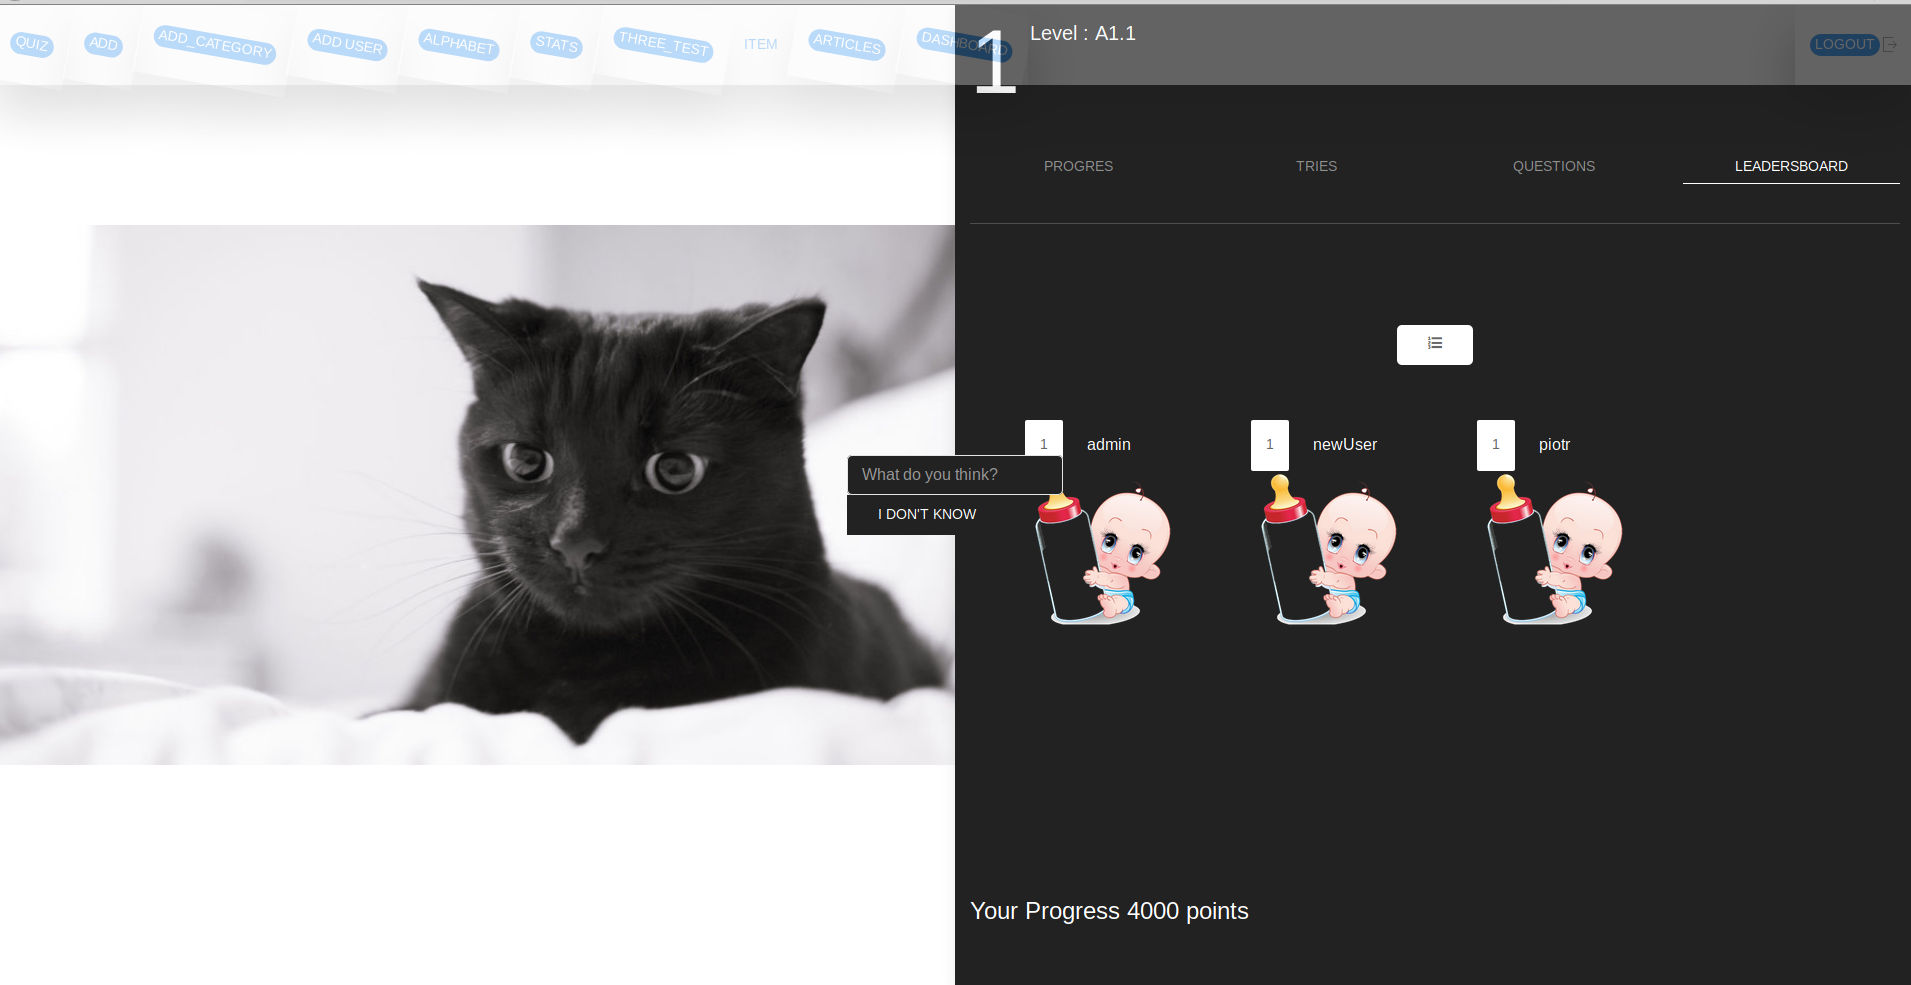 QUIZ
ADD
ADD_CATEGORY
ADD USER
ALPHABET
STATS
THREE_TEST
ITEM
ARTICLES
DASHBOARD
LOGOUT
1
Level : A1.1
PROGRES
TRIES
QUESTIONS
LEADERSBOARD
1 admin
1 newUser
1 piotr
What do you think?
I DON'T KNOW
Your Progress 4000 points